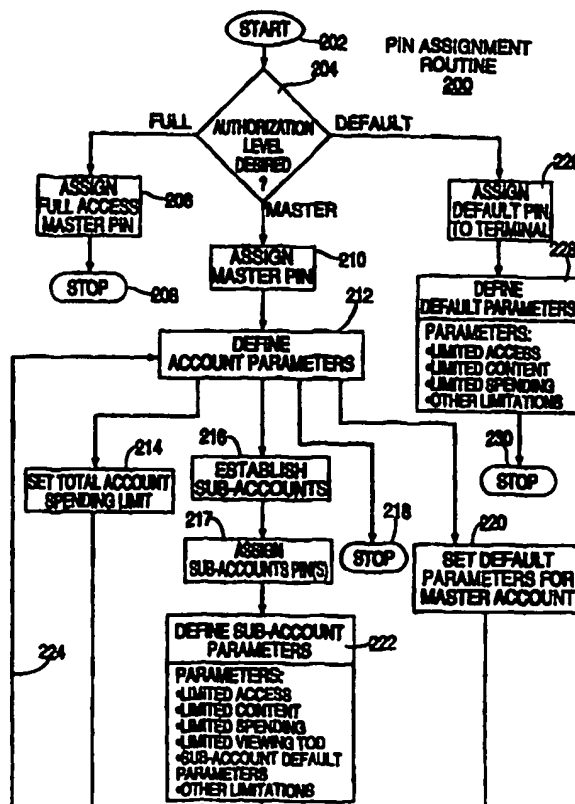 START
202
PIN ASSIGNMENT
ROUTINE
200
204
FULL
AUTHORIZATION
LEVEL
DESIRED
?
DEFAULT
MASTER
ASSIGN
FULL ACCESS
MASTER PIN
206
STOP
208
ASSIGN
MASTER PIN
210
ASSIGN
DEFAULT PIN
TO TERMINAL
228
DEFINE
DEFAULT PARAMETERS
PARAMETERS:
•LIMITED ACCESS
•LIMITED CONTENT
•LIMITED SPENDING
•OTHER LIMITATIONS
230
STOP
212
DEFINE
ACCOUNT PARAMETERS
214
SET TOTAL ACCOUNT
SPENDING LIMIT
216
ESTABLISH
SUB-ACCOUNTS
217
ASSIGN
SUB-ACCOUNTS PIN(S)
218
STOP
220
SET DEFAULT
PARAMETERS FOR
MASTER ACCOUNT
DEFINE SUB-ACCOUNT
PARAMETERS
222
PARAMETERS:
•LIMITED ACCESS
•LIMITED CONTENT
•LIMITED SPENDING
•LIMITED VIEWING TOD
•SUB-ACCOUNT DEFAULT
PARAMETERS
•OTHER LIMITATIONS
224